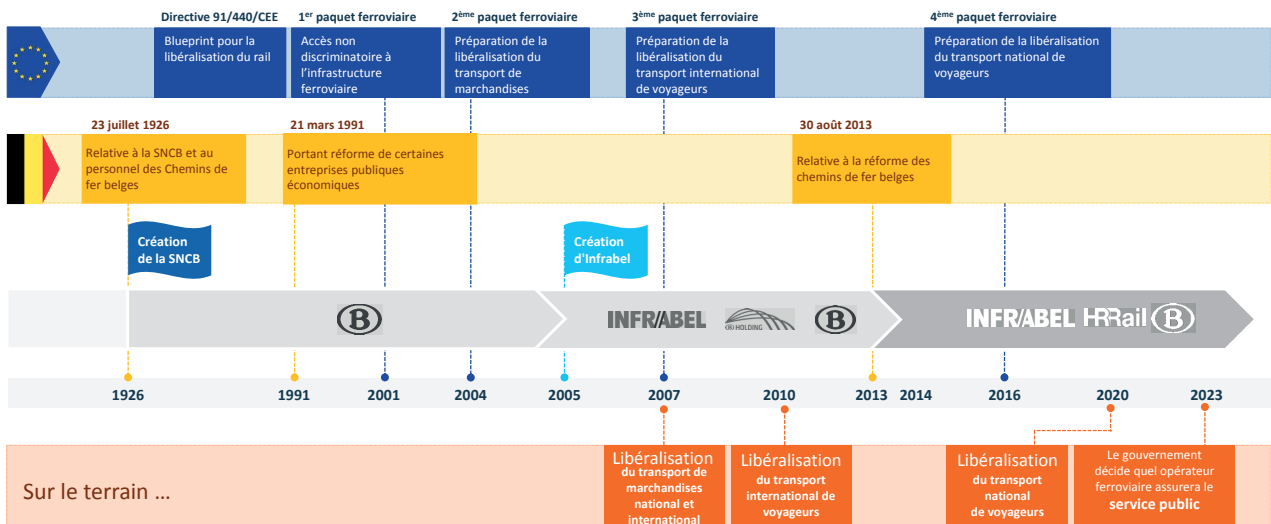 Directive 91/440/CEE
1er paquet ferroviaire
2ème paquet ferroviaire
3ème paquet ferroviaire
4ème paquet ferroviaire
Blueprint pour la
libéralisation du rail
Accès non
discriminatoire à
l'infrastructure
ferroviaire
Préparation de la
libéralisation du
transport de
marchandises
Préparation de la
libéralisation du
transport international
de voyageurs
Préparation de la libéralisation
du transport national de
voyageurs
23 juillet 1926
21 mars 1991
30 août 2013
Relative à la SNCB et au
personnel des Chemins de
fer belges
Portant réforme de certaines
entreprises publiques
économiques
Relative à la réforme des
chemins de fer belges
Création
de la SNCB
Création
d'Infrabel
B
INFRABEL
B HOLDING
B
INFRABEL
HR Rail
B
1926
1991
2001
2004
2005
2007
2010
2013
2014
2016
2020
2023
Sur le terrain ...
Libéralisation
du transport de
marchandises
national et
international
Libéralisation
du transport
international de
voyageurs
Libéralisation
du transport
national
de voyageurs
Le gouvernement
décide quel opérateur
ferroviaire assurera le
service public